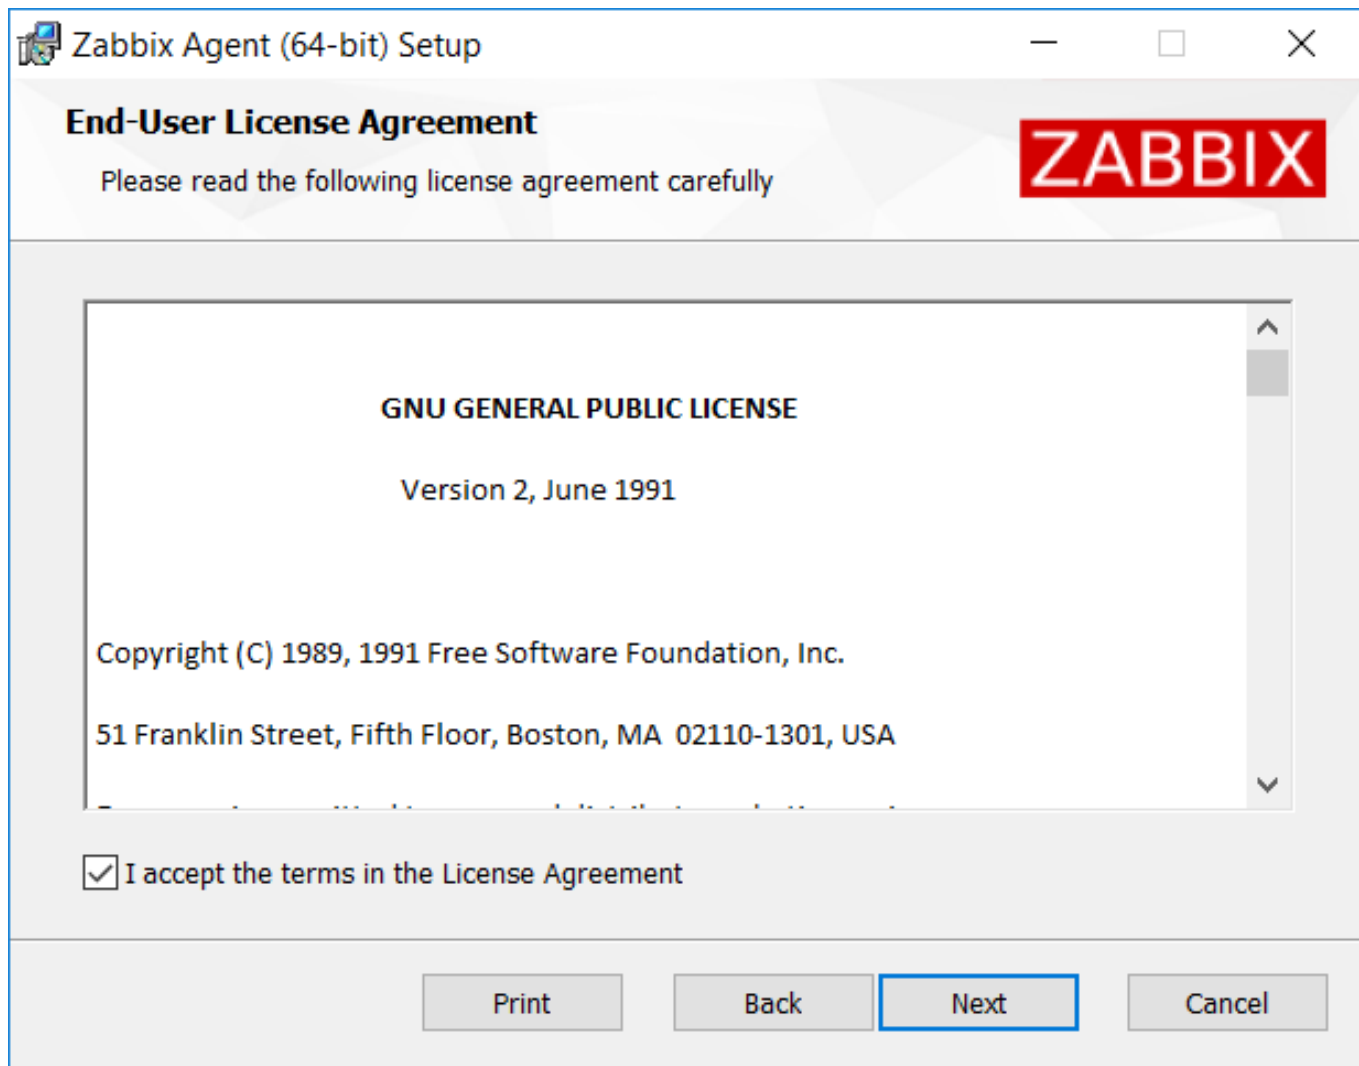 Zabbix Agent (64-bit) Setup
End-User License Agreement
Please read the following license agreement carefully
ZABBIX
GNU GENERAL PUBLIC LICENSE
Version 2, June 1991
Copyright (C) 1989, 1991 Free Software Foundation, Inc.
51 Franklin Street, Fifth Floor, Boston, MA  02110-1301, USA
I accept the terms in the License Agreement
Print
Back
Next
Cancel